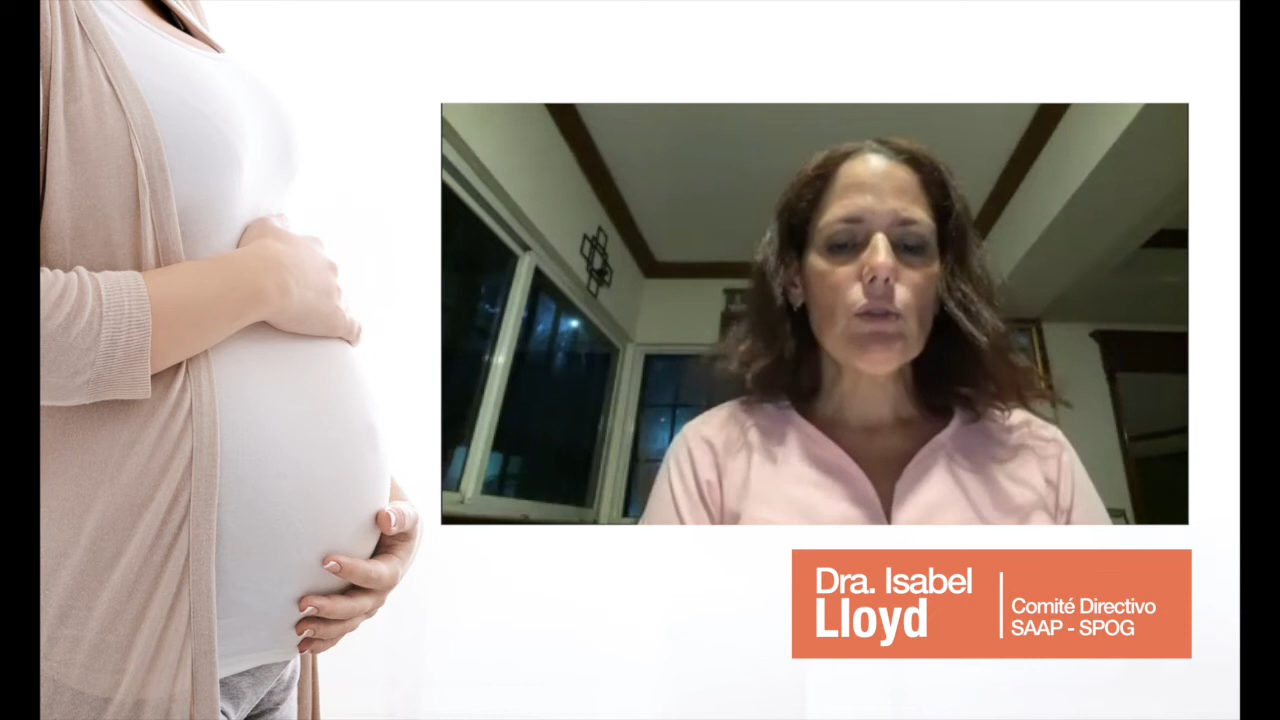 Dra. Isabel
Lloyd
Comité Directivo
SAAP - SPOG